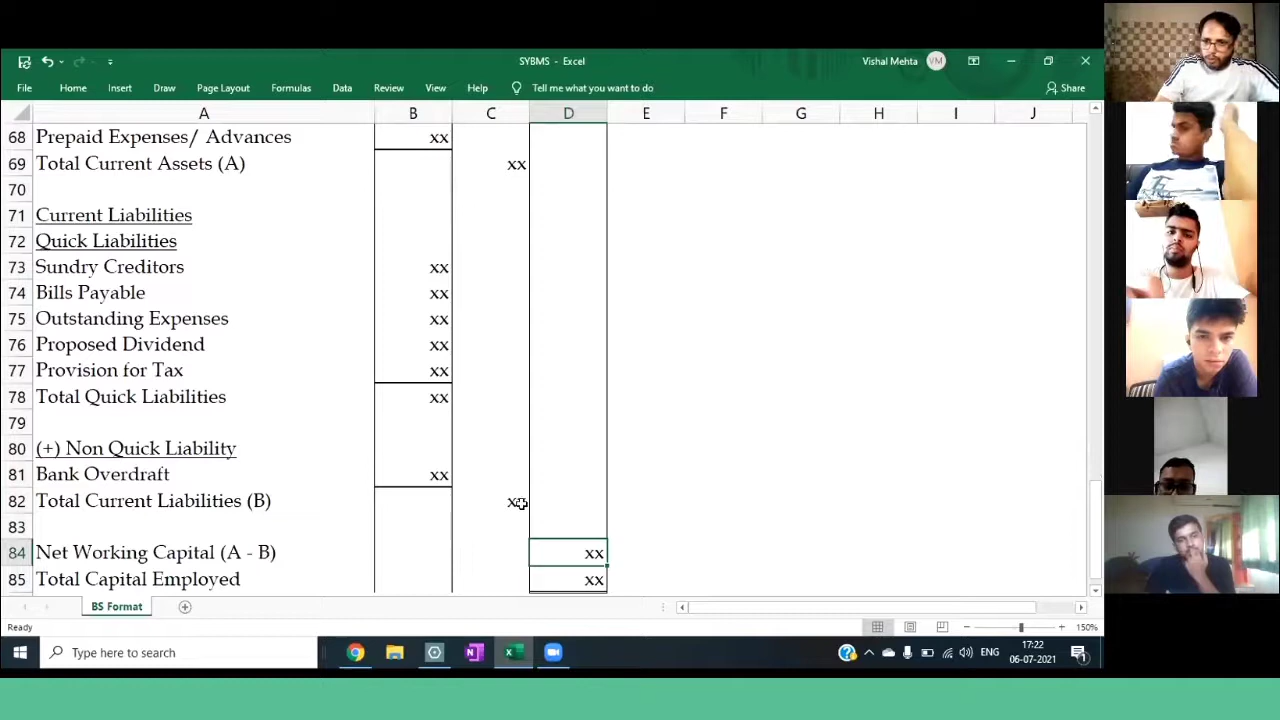 SYBMS - Excel
Vishal Mehta
VM
File Home Insert Draw Page Layout Formulas Data Review View Help Tell me what you want to do Share
A B C D E F G H I J
68 Prepaid Expenses/ Advances xx
69 Total Current Assets (A) xx
70
71 Current Liabilities
72 Quick Liabilities
73 Sundry Creditors xx
74 Bills Payable xx
75 Outstanding Expenses xx
76 Proposed Dividend xx
77 Provision for Tax xx
78 Total Quick Liabilities xx
79
80 (+) Non Quick Liability
81 Bank Overdraft xx
82 Total Current Liabilities (B)
83
84 Net Working Capital (A - B) xx
85 Total Capital Employed xx
BS Format
Ready
150%
Type here to search
ENG
17:22
06-07-2021
1